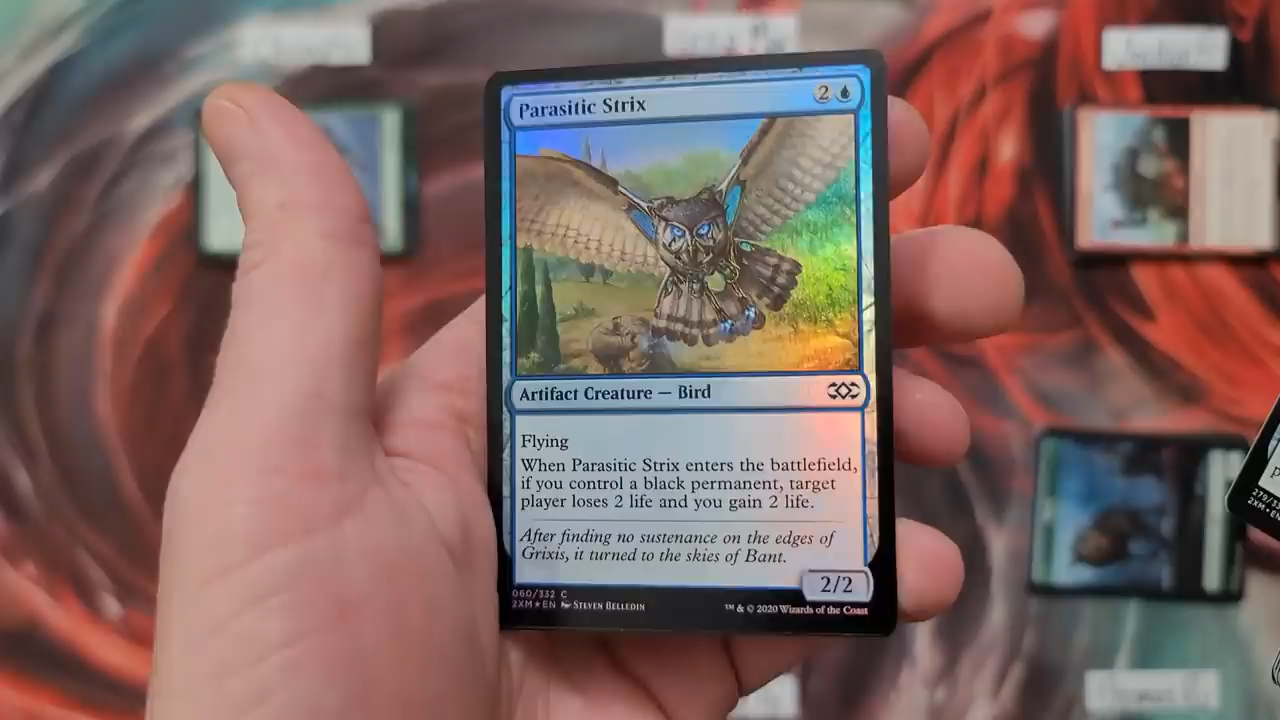 Parasitic Strix
2
Artifact Creature — Bird
Flying
When Parasitic Strix enters the battlefield,
if you control a black permanent, target
player loses 2 life and you gain 2 life.
After finding no sustenance on the edges of
Grixis, it turned to the skies of Bant.
2/2
060/332 C
2XM★EN Steven Belledin
™ & © 2020 Wizards of the Coast
2XM